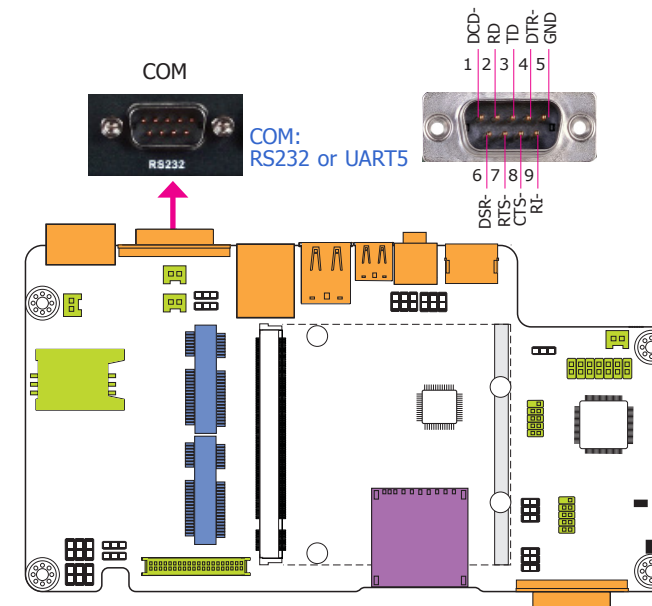 COM
RS232
COM:
RS232 or UART5
DCD-
RD
TD
DTR-
GND
1 2 3 4 5
6 7 8 9
DSR-
RTS-
CTS-
RI-